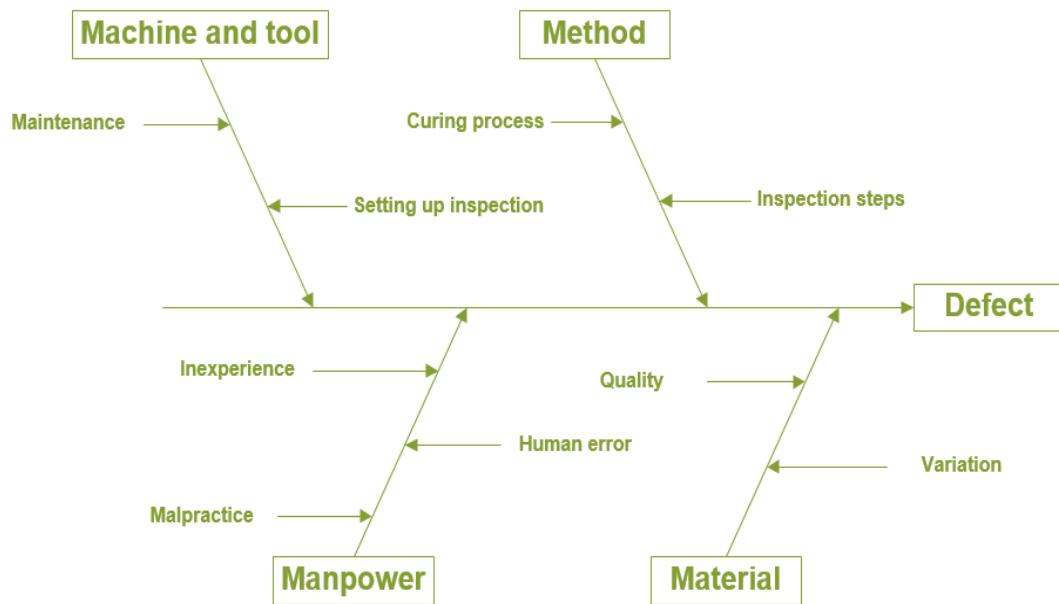 Machine and tool
Method
Maintenance
Curing process
Setting up inspection
Inspection steps
Defect
Inexperience
Quality
Human error
Variation
Malpractice
Manpower
Material